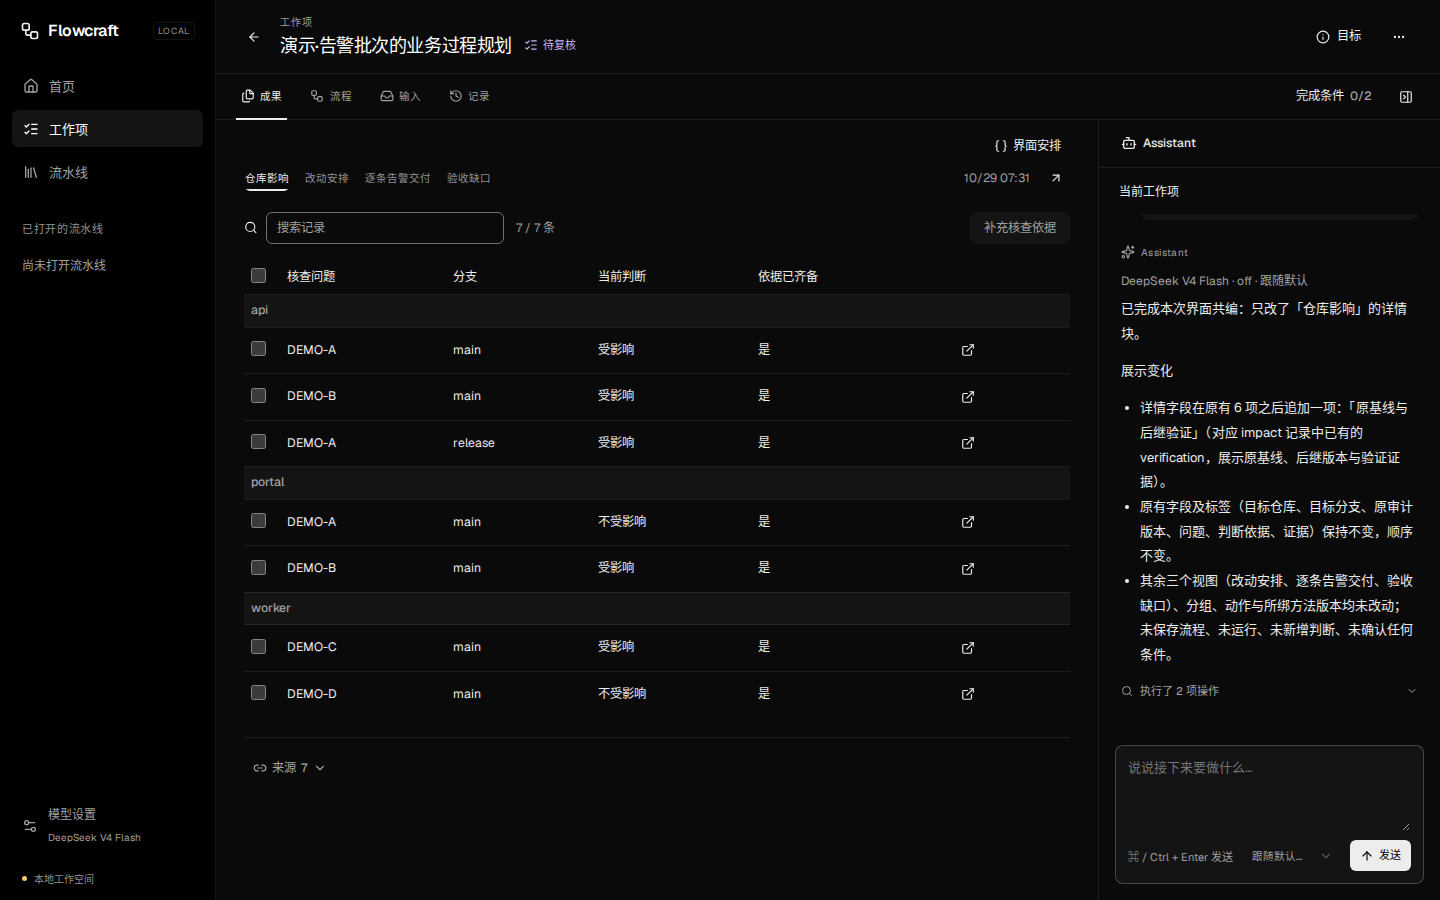 Flowcraft
LOCAL
首页
工作项
流水线
已打开的流水线
尚未打开流水线
模型设置
DeepSeek V4 Flash
本地工作空间
工作项
演示·告警批次的业务过程规划
待复核
目标
成果
流程
输入
记录
完成条件 0/2
{ } 界面安排
仓库影响
改动安排
逐条告警交付
验收缺口
10/29 07:31
搜索记录
7 / 7 条
补充核查依据
核查问题 分支 当前判断 依据已齐备
api
DEMO-A main 受影响 是
DEMO-B main 受影响 是
DEMO-A release 受影响 是
portal
DEMO-A main 不受影响 是
DEMO-B main 受影响 是
worker
DEMO-C main 受影响 是
DEMO-D main 不受影响 是
来源 7
Assistant
当前工作项
Assistant
DeepSeek V4 Flash · off · 跟随默认
已完成本次界面共编：只改了「仓库影响」的详情
块。
展示变化
• 详情字段在原有 6 项之后追加一项：「原基线与
后继验证」（对应 impact 记录中已有的
verification，展示原基线、后继版本与验证证
据）。
• 原有字段及标签（目标仓库、目标分支、原审计
版本、问题、判断依据、证据）保持不变，顺序
不变。
• 其余三个视图（改动安排、逐条告警交付、验收
缺口）、分组、动作与所绑方法版本均未改动；
未保存流程、未运行、未新增判断、未确认任何
条件。
执行了 2 项操作
说说接下来要做什么…
⌘ / Ctrl + Enter 发送
跟随默认…
发送